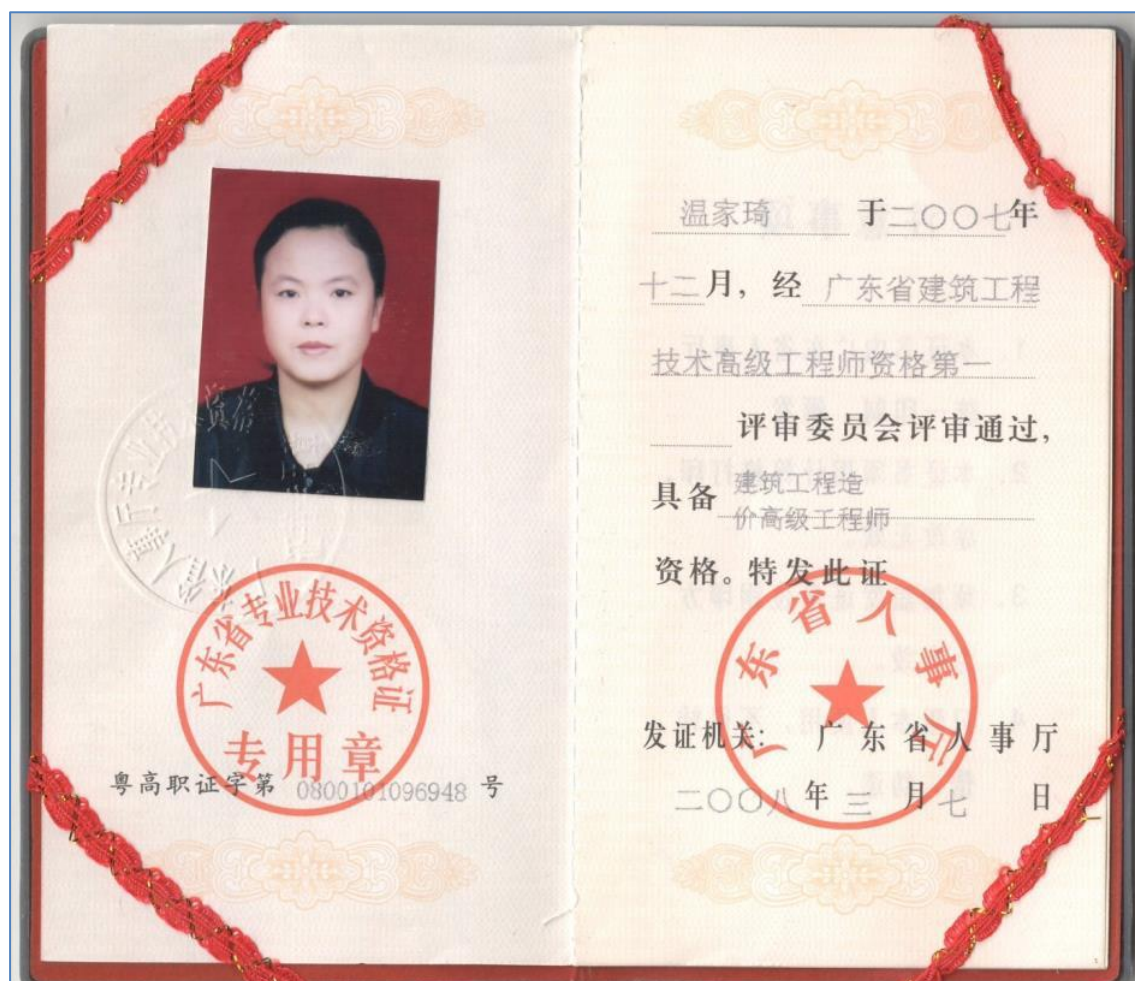 广东省专业技术资格证
专用章
粤高职证字第 0800101096948 号
温家琦 于二〇〇七年
十二月，经 广东省建筑工程
技术高级工程师资格第一
评审委员会评审通过，
具备 建筑工程造
价高级工程师
资格。特发此证
广东省人事厅
发证机关： 广东省人事厅
二〇〇八年三月七日